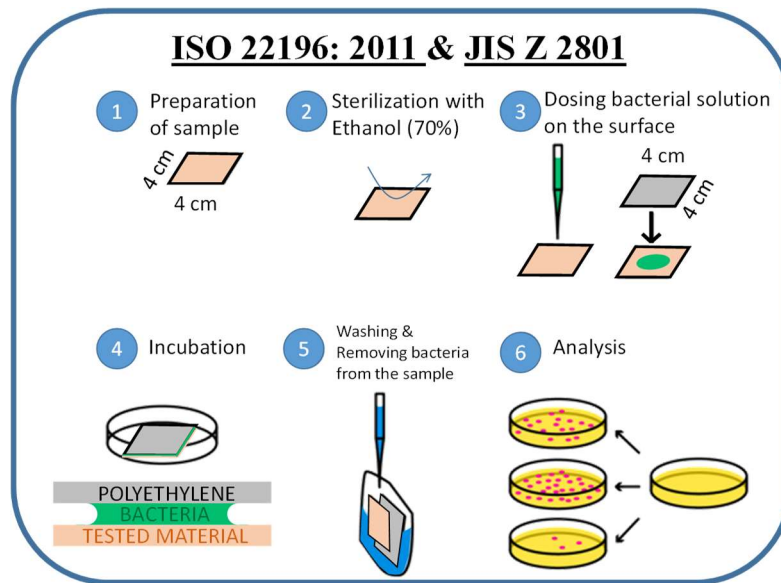 ISO 22196: 2011 & JIS Z 2801
1
Preparation
of sample
4 cm
4 cm
2
Sterilization with
Ethanol (70%)
3
Dosing bacterial solution
on the surface
4 cm
4 cm
4
Incubation
POLYETHYLENE
BACTERIA
TESTED MATERIAL
5
Washing &
Removing bacteria
from the sample
6
Analysis